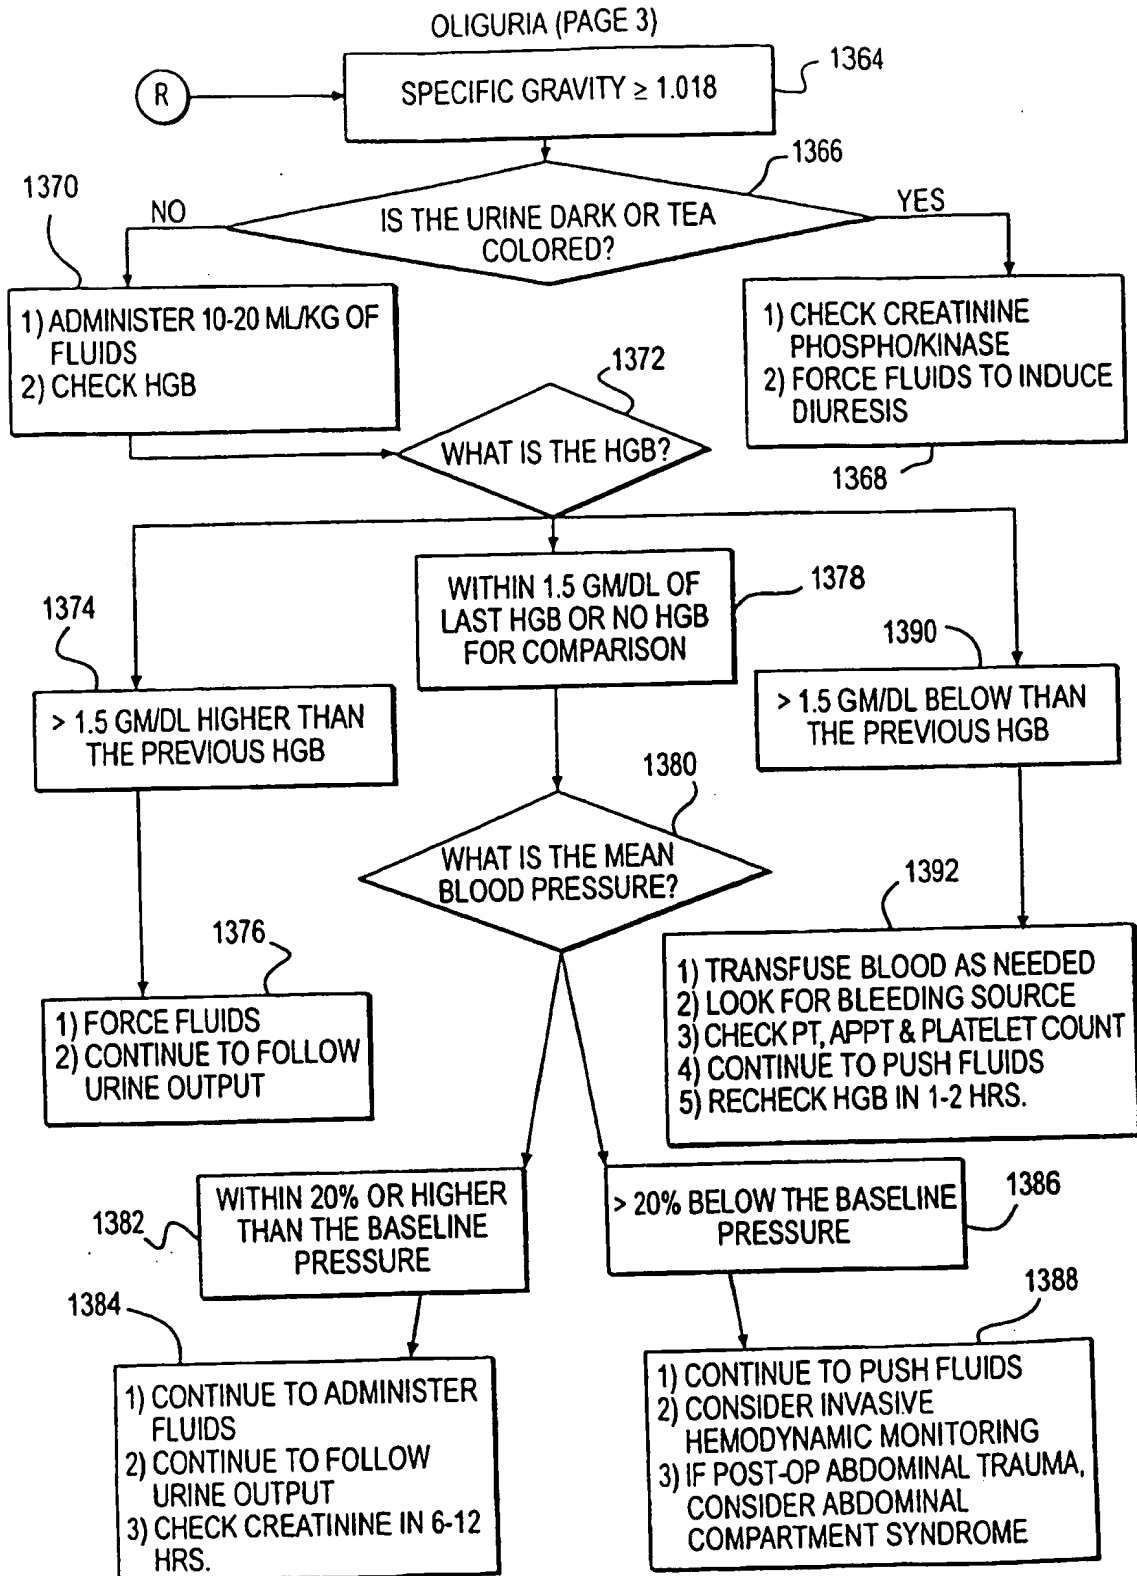 OLIGURIA (PAGE 3)
R
SPECIFIC GRAVITY ≥ 1.018
1364
1366
IS THE URINE DARK OR TEA
COLORED?
NO
YES
1370
1) ADMINISTER 10-20 ML/KG OF
FLUIDS
2) CHECK HGB
1) CHECK CREATININE
PHOSPHO/KINASE
2) FORCE FLUIDS TO INDUCE
DIURESIS
1368
1372
WHAT IS THE HGB?
1374
> 1.5 GM/DL HIGHER THAN
THE PREVIOUS HGB
WITHIN 1.5 GM/DL OF
LAST HGB OR NO HGB
FOR COMPARISON
1378
1390
> 1.5 GM/DL BELOW THAN
THE PREVIOUS HGB
1380
WHAT IS THE MEAN
BLOOD PRESSURE?
1376
1) FORCE FLUIDS
2) CONTINUE TO FOLLOW
URINE OUTPUT
1392
1) TRANSFUSE BLOOD AS NEEDED
2) LOOK FOR BLEEDING SOURCE
3) CHECK PT, APPT & PLATELET COUNT
4) CONTINUE TO PUSH FLUIDS
5) RECHECK HGB IN 1-2 HRS.
1382
WITHIN 20% OR HIGHER
THAN THE BASELINE
PRESSURE
> 20% BELOW THE BASELINE
PRESSURE
1386
1384
1) CONTINUE TO ADMINISTER
FLUIDS
2) CONTINUE TO FOLLOW
URINE OUTPUT
3) CHECK CREATININE IN 6-12
HRS.
1388
1) CONTINUE TO PUSH FLUIDS
2) CONSIDER INVASIVE
HEMODYNAMIC MONITORING
3) IF POST-OP ABDOMINAL TRAUMA,
CONSIDER ABDOMINAL
COMPARTMENT SYNDROME